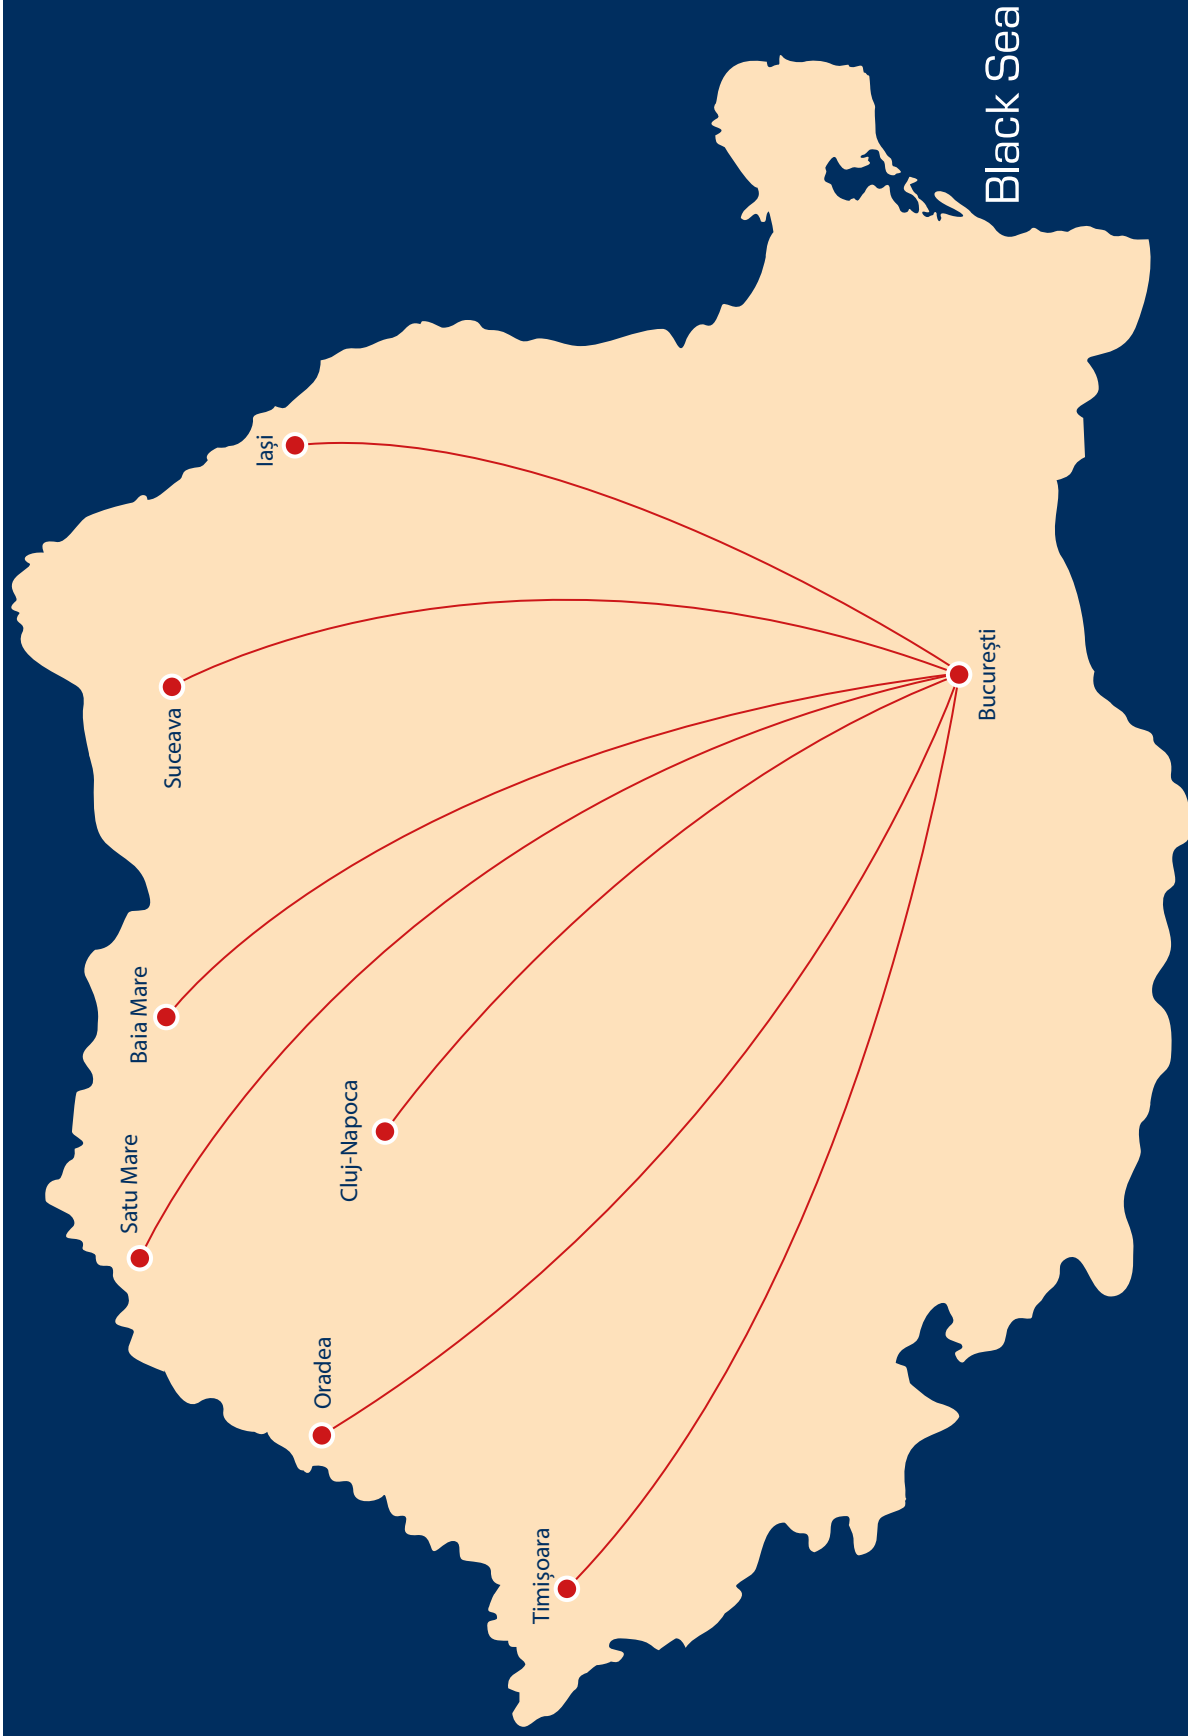 Satu Mare
Baia Mare
Suceava
Iași
Oradea
Cluj-Napoca
Timișoara
București
Black Sea